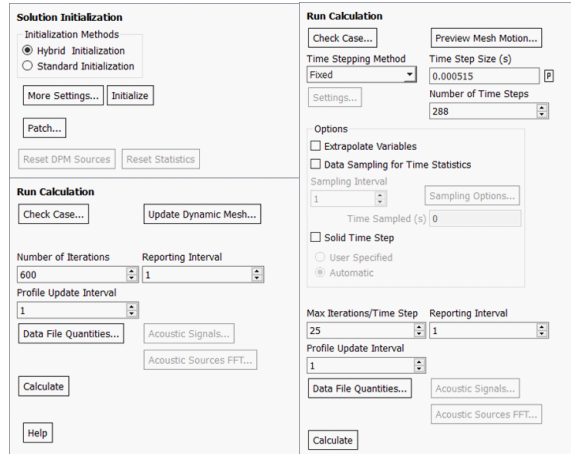 Solution Initialization
Initialization Methods
Hybrid Initialization
Standard Initialization
More Settings... Initialize
Patch...
Reset DPM Sources Reset Statistics
Run Calculation
Check Case... Update Dynamic Mesh...
Number of Iterations Reporting Interval
600 1
Profile Update Interval
1
Data File Quantities... Acoustic Signals...
Acoustic Sources FFT...
Calculate
Help
Run Calculation
Check Case... Preview Mesh Motion...
Time Stepping Method Time Step Size (s)
Fixed 0.000515 P
Settings... Number of Time Steps
288
Options
Extrapolate Variables
Data Sampling for Time Statistics
Sampling Interval
1 Sampling Options...
Time Sampled (s) 0
Solid Time Step
User Specified
Automatic
Max Iterations/Time Step Reporting Interval
25 1
Profile Update Interval
1
Data File Quantities... Acoustic Signals...
Acoustic Sources FFT...
Calculate